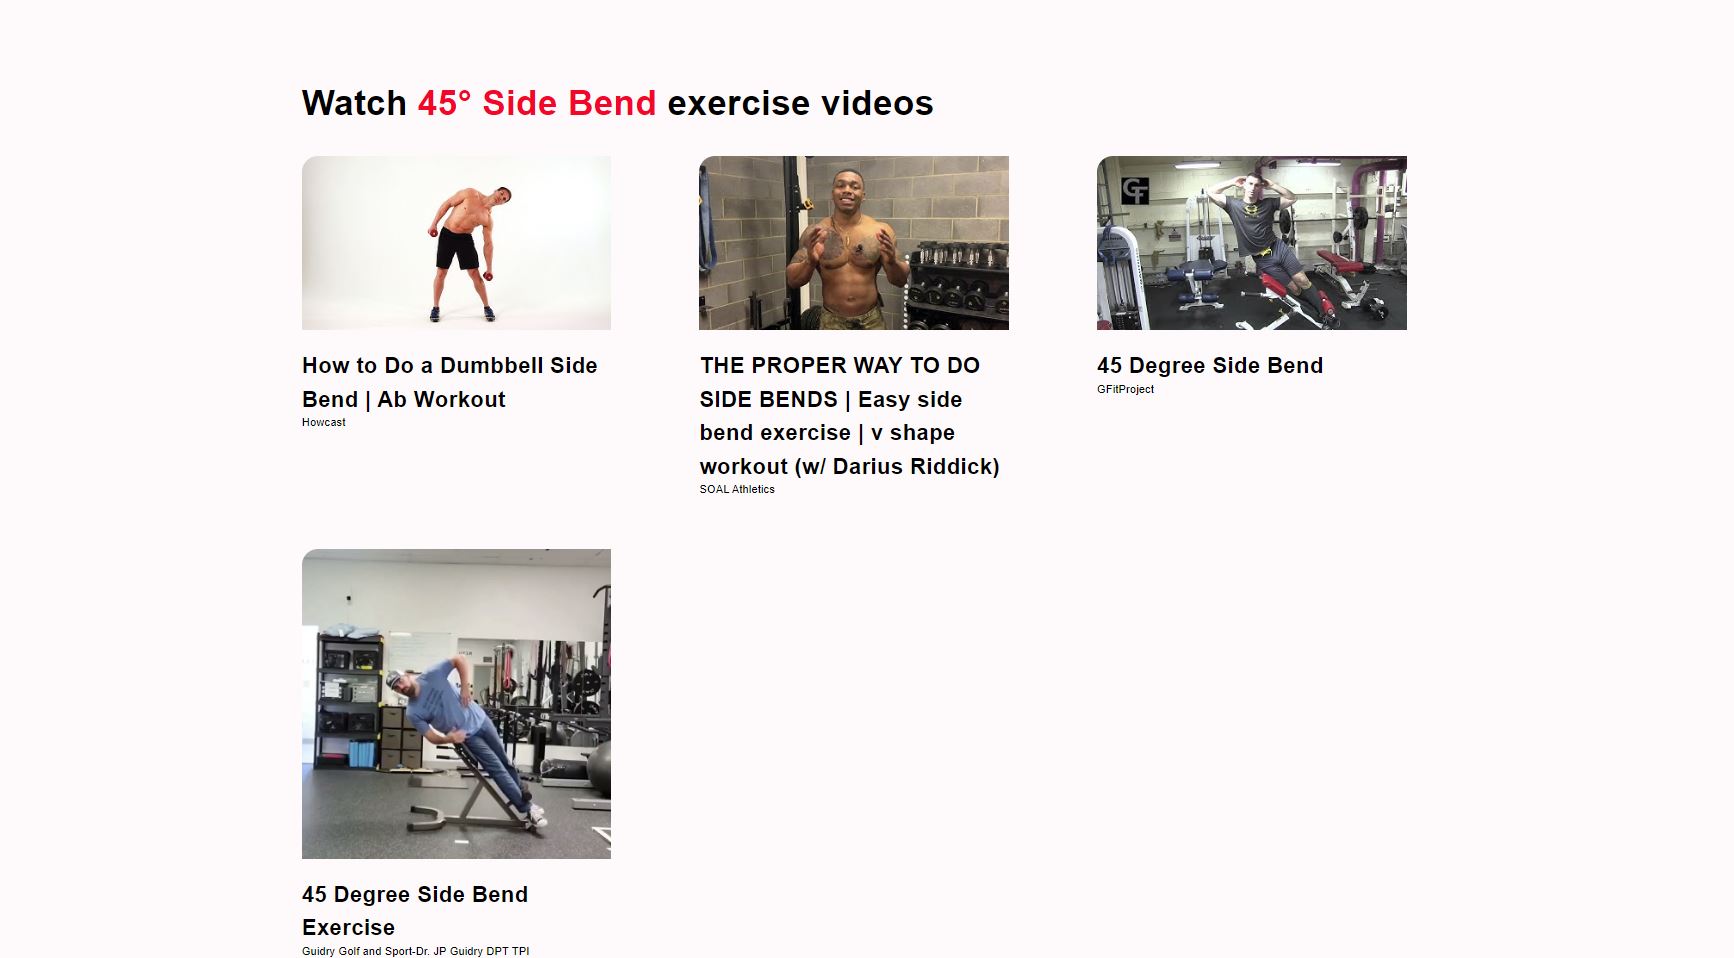 Watch 45° Side Bend exercise videos
GF
How to Do a Dumbbell Side
Bend | Ab Workout
Howcast
THE PROPER WAY TO DO
SIDE BENDS | Easy side
bend exercise | v shape
workout (w/ Darius Riddick)
SOAL Athletics
45 Degree Side Bend
GFitProject
45 Degree Side Bend
Exercise
Guidry Golf and Sport-Dr. JP Guidry DPT TPI